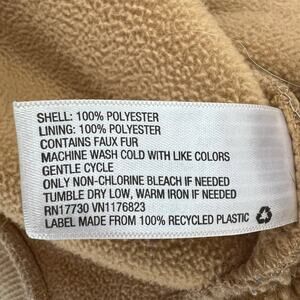 SHELL: 100% POLYESTER
LINING: 100% POLYESTER
CONTAINS FAUX FUR
MACHINE WASH COLD WITH LIKE COLORS
GENTLE CYCLE
ONLY NON-CHLORINE BLEACH IF NEEDED
TUMBLE DRY LOW, WARM IRON IF NEEDED
RN17730 VN1176823
LABEL MADE FROM 100% RECYCLED PLASTIC